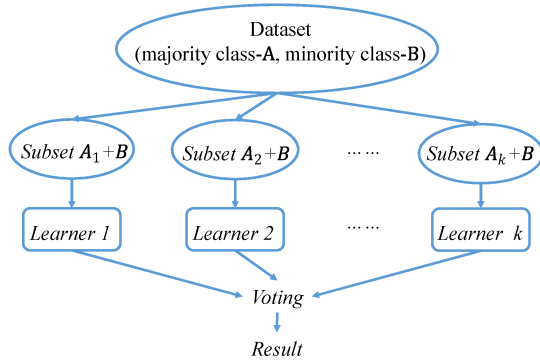 Dataset
(majority class-A, minority class-B)
Subset A₁+B
Subset A₂+B
... ...
Subset Aₖ+B
Learner 1
Learner 2
... ...
Learner k
Voting
Result